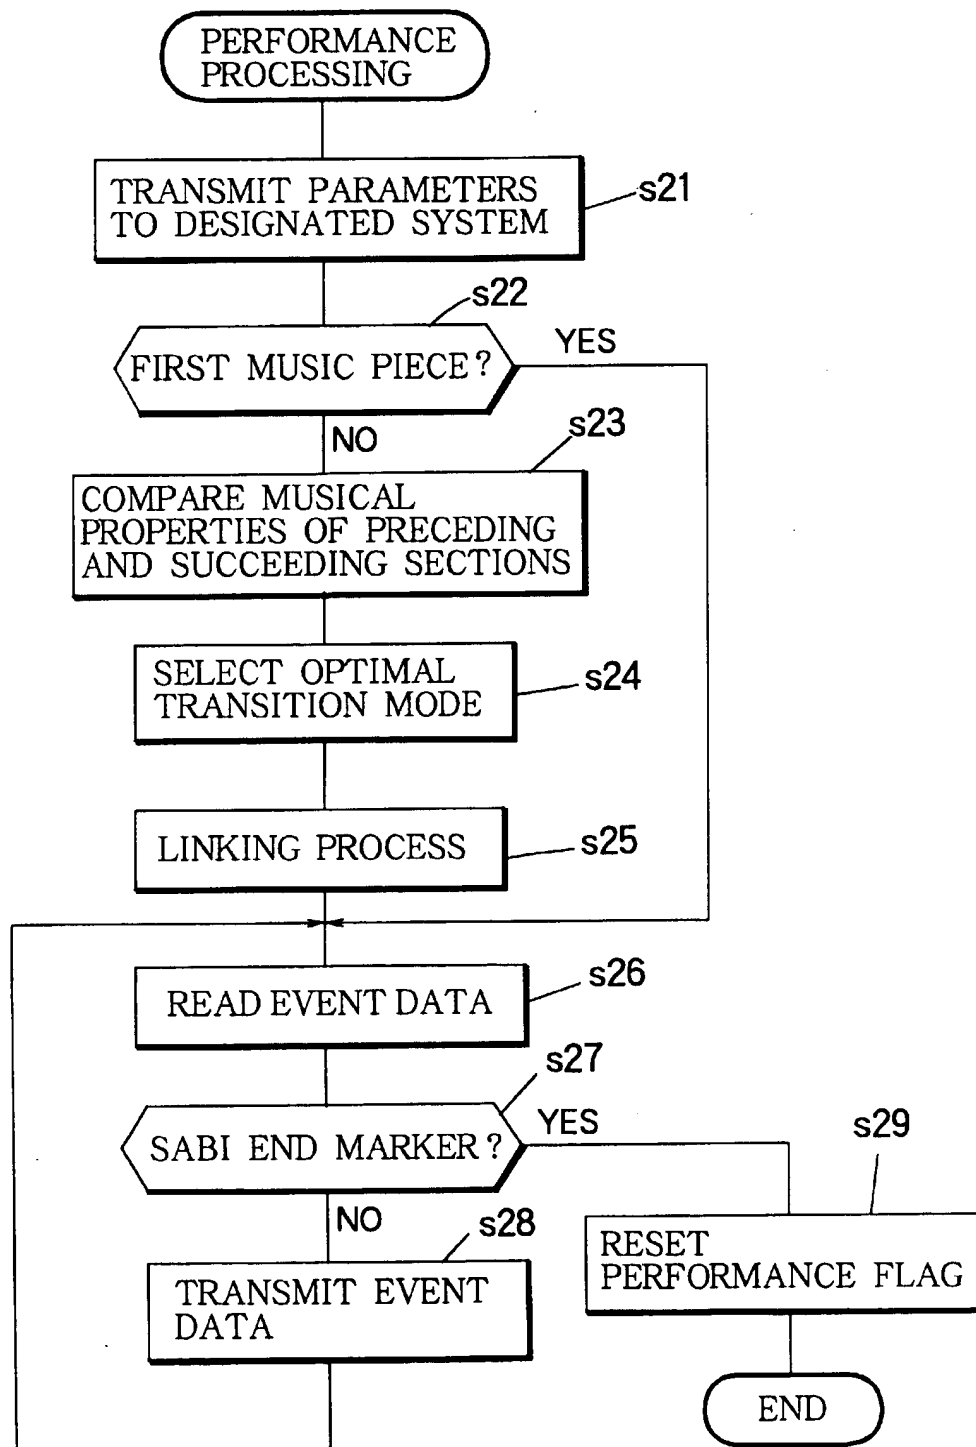 PERFORMANCE
PROCESSING
TRANSMIT PARAMETERS
TO DESIGNATED SYSTEM
s21
s22
FIRST MUSIC PIECE?
YES
NO
s23
COMPARE MUSICAL
PROPERTIES OF PRECEDING
AND SUCCEEDING SECTIONS
SELECT OPTIMAL
TRANSITION MODE
s24
LINKING PROCESS
s25
READ EVENT DATA
s26
s27
SABI END MARKER?
YES
NO
s28
s29
TRANSMIT EVENT
DATA
RESET
PERFORMANCE FLAG
END